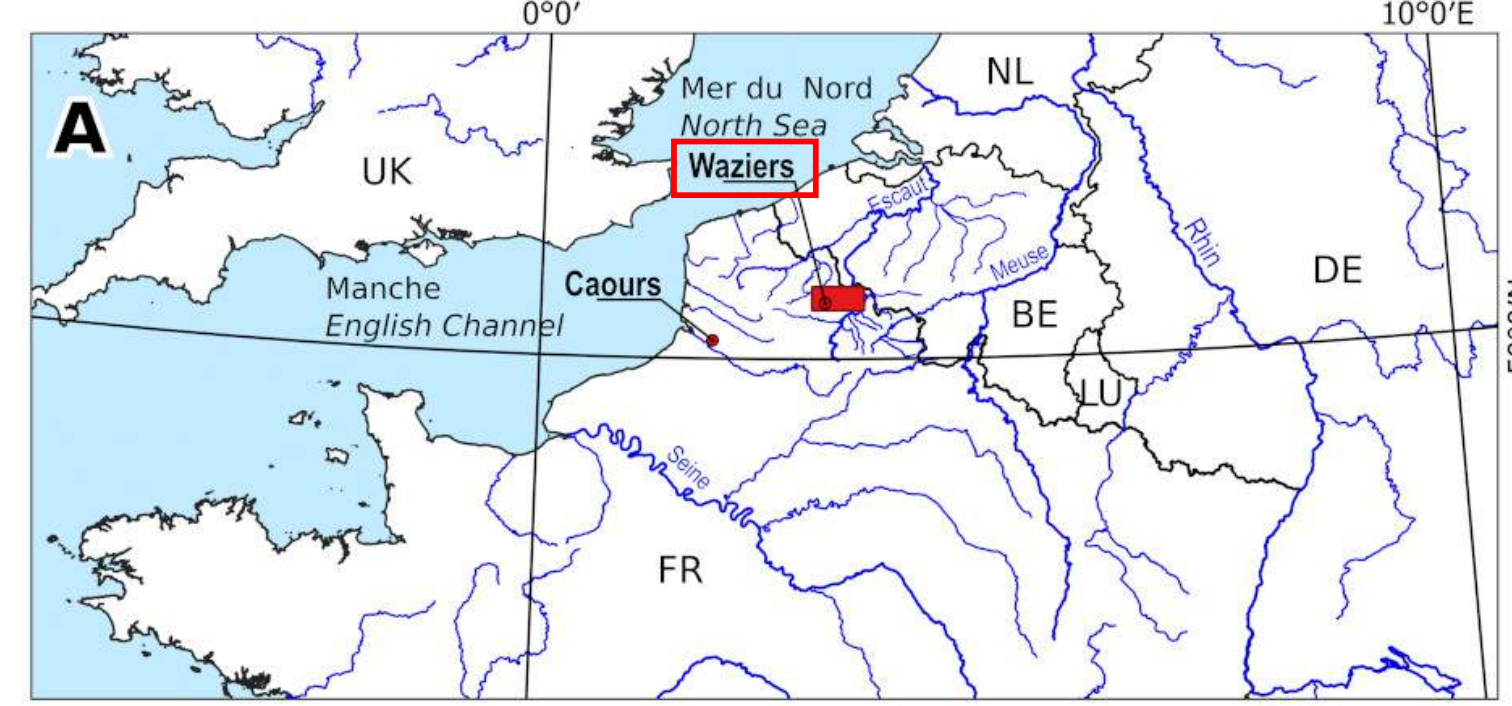 0°0′
10°0′E
A
NL
Mer du Nord
North Sea
Waziers
UK
Escaut
Rhin
Meuse
DE
Caours
Manche
English Channel
BE
LU
Seine
FR